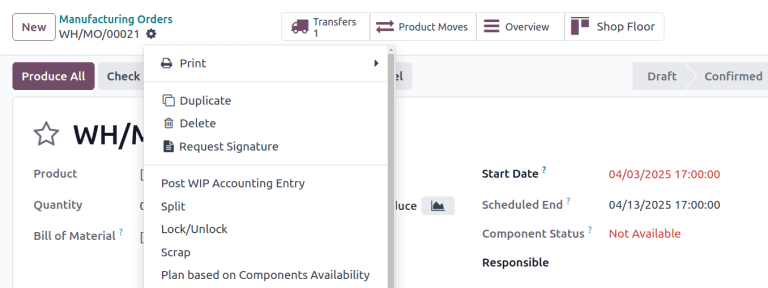 New
Manufacturing Orders
WH/MO/00021
Transfers
1
Product Moves
Overview
Shop Floor
Produce All
Check
Draft
Confirmed
Print
Duplicate
Delete
Request Signature
Post WIP Accounting Entry
Split
Lock/Unlock
Scrap
Plan based on Components Availability
Product
Quantity
Bill of Material ?
Start Date ? 04/03/2025 17:00:00
Scheduled End ? 04/13/2025 17:00:00
Component Status ? Not Available
Responsible